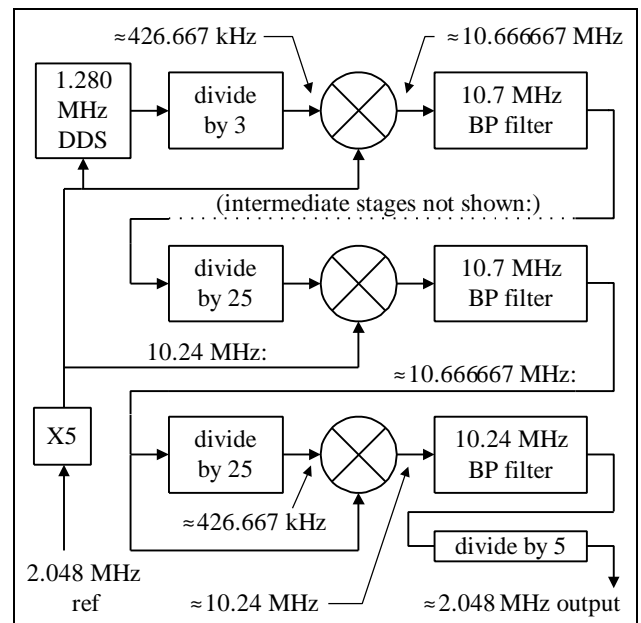 ≈426.667 kHz
≈10.666667 MHz
1.280
MHz
DDS
divide
by 3
10.7 MHz
BP filter
(intermediate stages not shown:)
divide
by 25
10.7 MHz
BP filter
10.24 MHz:
≈10.666667 MHz:
X5
divide
by 25
10.24 MHz
BP filter
≈426.667 kHz
divide by 5
2.048 MHz
ref
≈10.24 MHz
≈2.048 MHz output